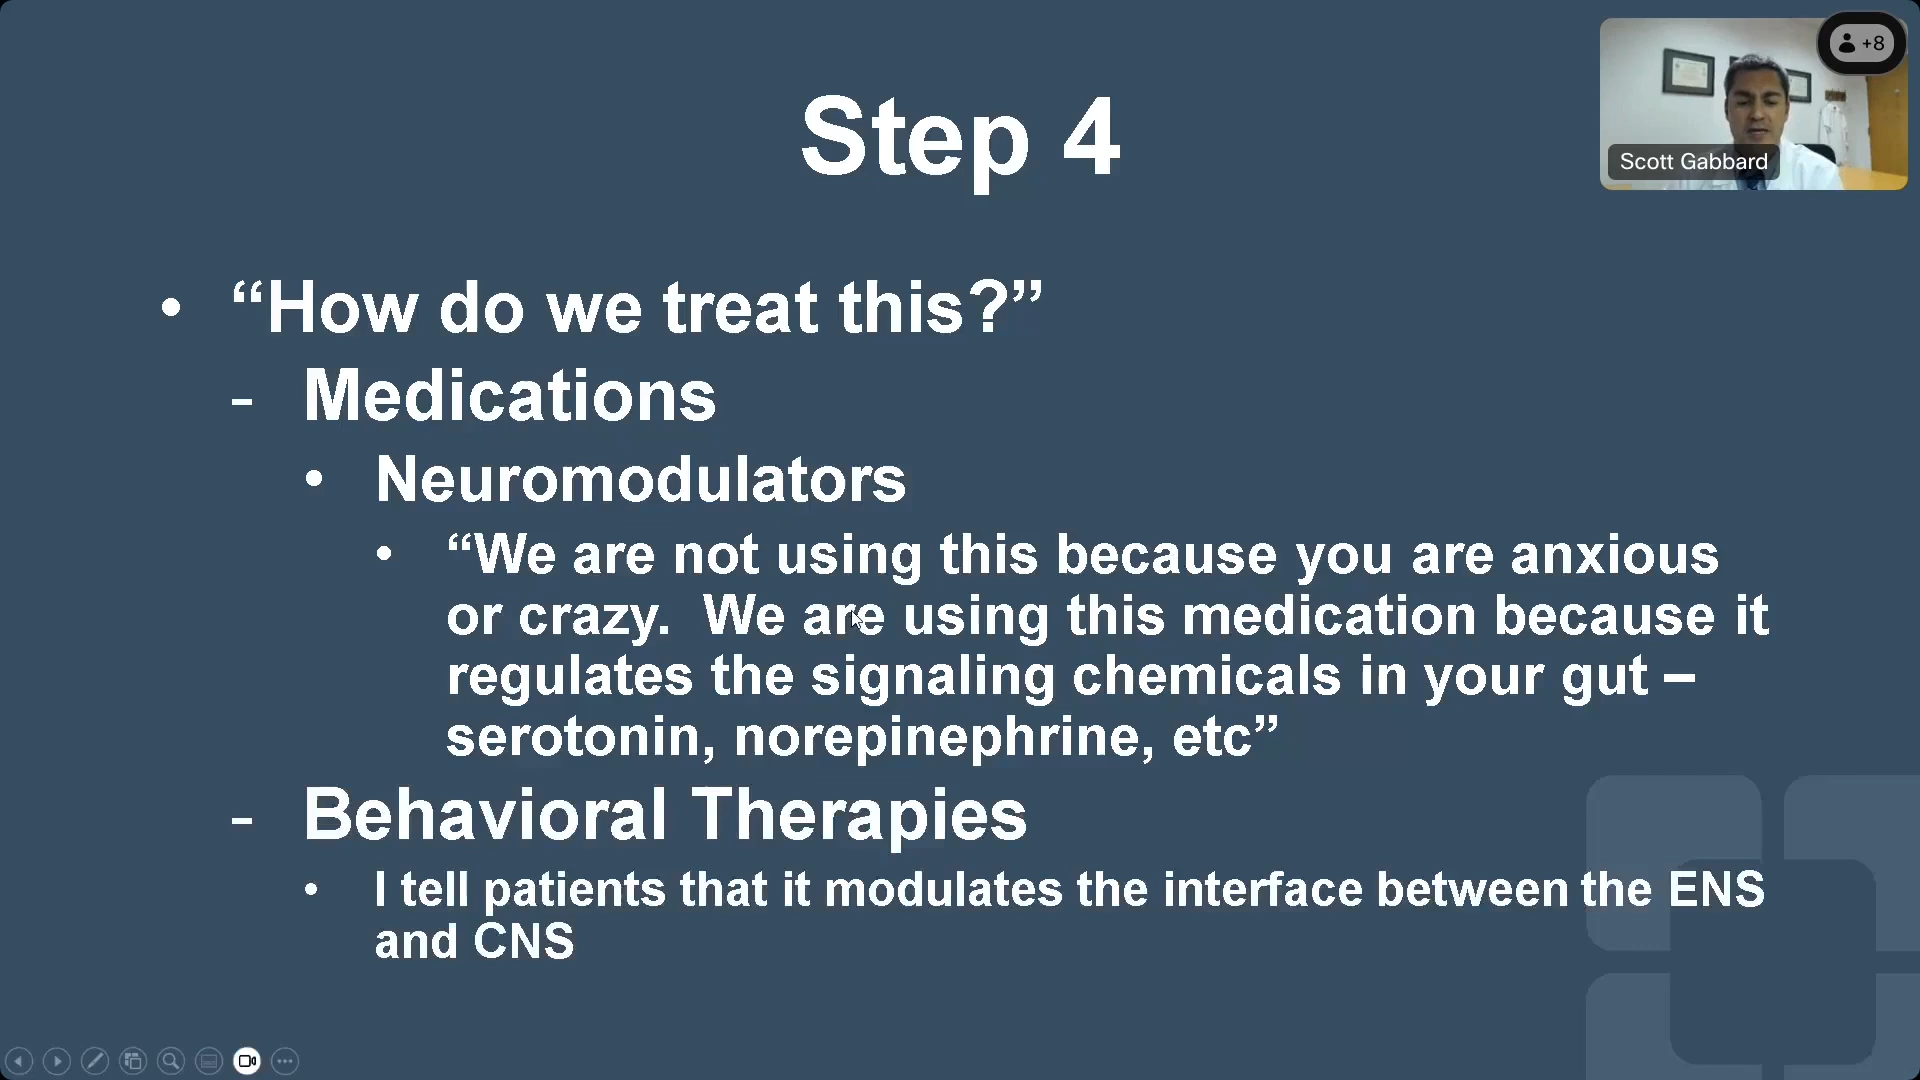 Step 4
+8
Scott Gabbard
• “How do we treat this?”
- Medications
• Neuromodulators
• “We are not using this because you are anxious
or crazy.  We are using this medication because it
regulates the signaling chemicals in your gut –
serotonin, norepinephrine, etc”
- Behavioral Therapies
• I tell patients that it modulates the interface between the ENS
and CNS